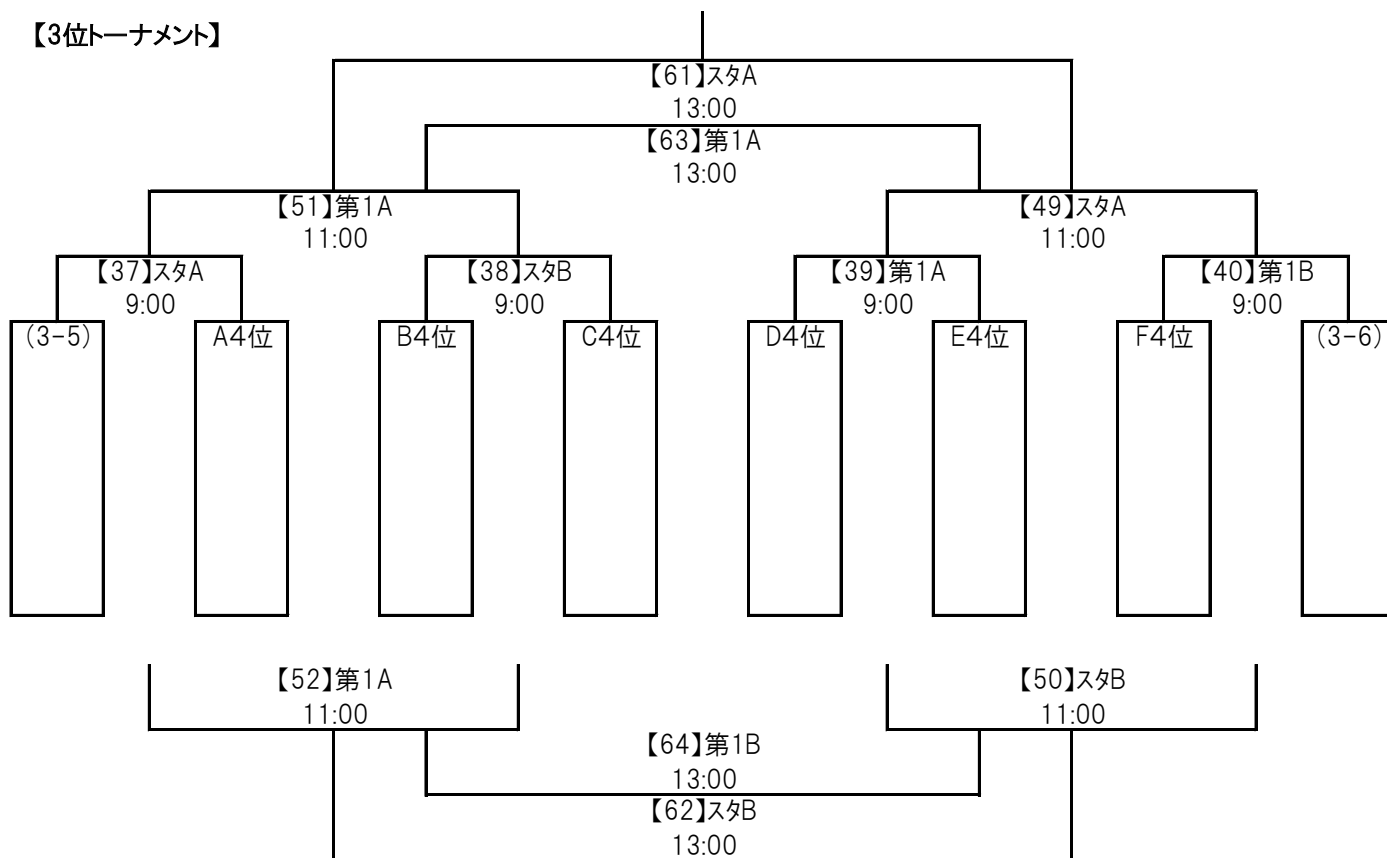 【3位トーナメント】
【61】スタA
13:00
【63】第1A
13:00
【51】第1A
11:00
【49】スタA
11:00
【37】スタA
9:00
【38】スタB
9:00
【39】第1A
9:00
【40】第1B
9:00
(3-5)
A4位
B4位
C4位
D4位
E4位
F4位
(3-6)
【52】第1A
11:00
【50】スタB
11:00
【64】第1B
13:00
【62】スタB
13:00